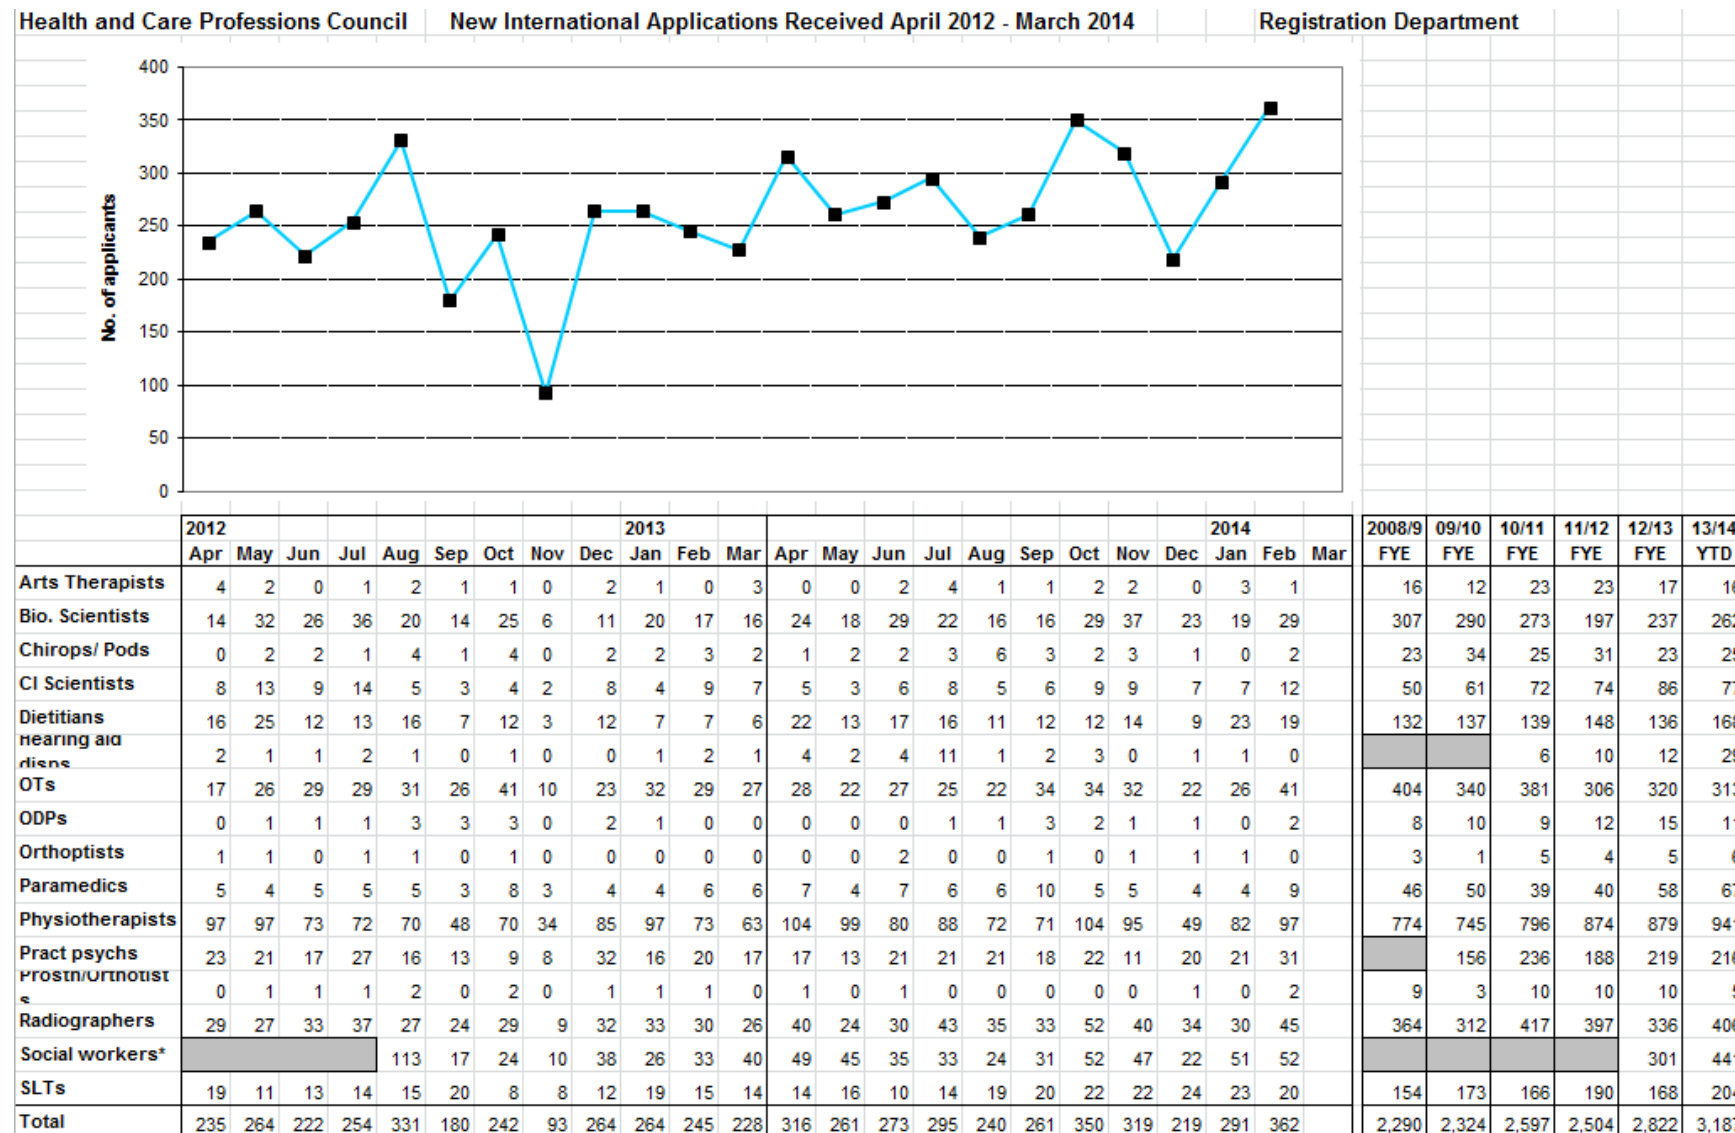 Health and Care Professions Council New International Applications Received April 2012 - March 2014 Registration Department
400
350
300
250
200
150
100
50
0
No. of applicants
2012 2013 2014 2008/9 09/10 10/11 11/12 12/13 13/14
Apr May Jun Jul Aug Sep Oct Nov Dec Jan Feb Mar Apr May Jun Jul Aug Sep Oct Nov Dec Jan Feb Mar FYE FYE FYE FYE FYE YTD
Arts Therapists 4 2 0 1 2 1 1 0 2 1 0 3 0 0 2 4 1 1 2 2 0 3 1 16 12 23 23 17 16
Bio. Scientists 14 32 26 36 20 14 25 6 11 20 17 16 24 18 29 22 16 16 29 37 23 19 29 307 290 273 197 237 262
Chirops/ Pods 0 2 2 1 4 1 4 0 2 2 3 2 1 2 2 3 6 3 2 3 1 0 2 23 34 25 31 23 25
Cl Scientists 8 13 9 14 5 3 4 2 8 4 9 7 5 3 6 8 5 6 9 9 7 7 12 50 61 72 74 86 77
Dietitians 16 25 12 13 16 7 12 3 12 7 7 6 22 13 17 16 11 12 12 14 9 23 19 132 137 139 148 136 168
Hearing aid
disps 2 1 1 2 1 0 1 0 0 1 2 1 4 2 4 11 1 2 3 0 1 1 0 6 10 12 29
OTs 17 26 29 29 31 26 41 10 23 32 29 27 28 22 27 25 22 34 34 32 22 26 41 404 340 381 306 320 313
ODPs 0 1 1 1 3 3 3 0 2 1 0 0 0 0 0 1 1 3 2 1 1 0 2 8 10 9 12 15 11
Orthoptists 1 1 0 1 1 0 1 0 0 0 0 0 0 0 2 0 0 1 0 1 1 1 0 3 1 5 4 5 6
Paramedics 5 4 5 5 5 3 8 3 4 4 6 6 7 4 7 6 6 10 5 5 4 4 9 46 50 39 40 58 67
Physiotherapists 97 97 73 72 70 48 70 34 85 97 73 63 104 99 80 88 72 71 104 95 49 82 97 774 745 796 874 879 941
Pract psychs 23 21 17 27 16 13 9 8 32 16 20 17 17 13 21 21 21 18 22 11 20 21 31 156 236 188 219 216
Prosth/Orthotist
s 0 1 1 1 2 0 2 0 1 1 1 0 1 0 1 0 0 0 0 0 1 0 2 9 3 10 10 10 5
Radiographers 29 27 33 37 27 24 29 9 32 33 30 26 40 24 30 43 35 33 52 40 34 30 45 364 312 417 397 336 406
Social workers* 113 17 24 10 38 26 33 40 49 45 35 33 24 31 52 47 22 51 52 301 441
SLTs 19 11 13 14 15 20 8 8 12 19 15 14 14 16 10 14 19 20 22 22 24 23 20 154 173 166 190 168 204
Total 235 264 222 254 331 180 242 93 264 264 245 228 316 261 273 295 240 261 350 319 219 291 362 2,290 2,324 2,597 2,504 2,822 3,187